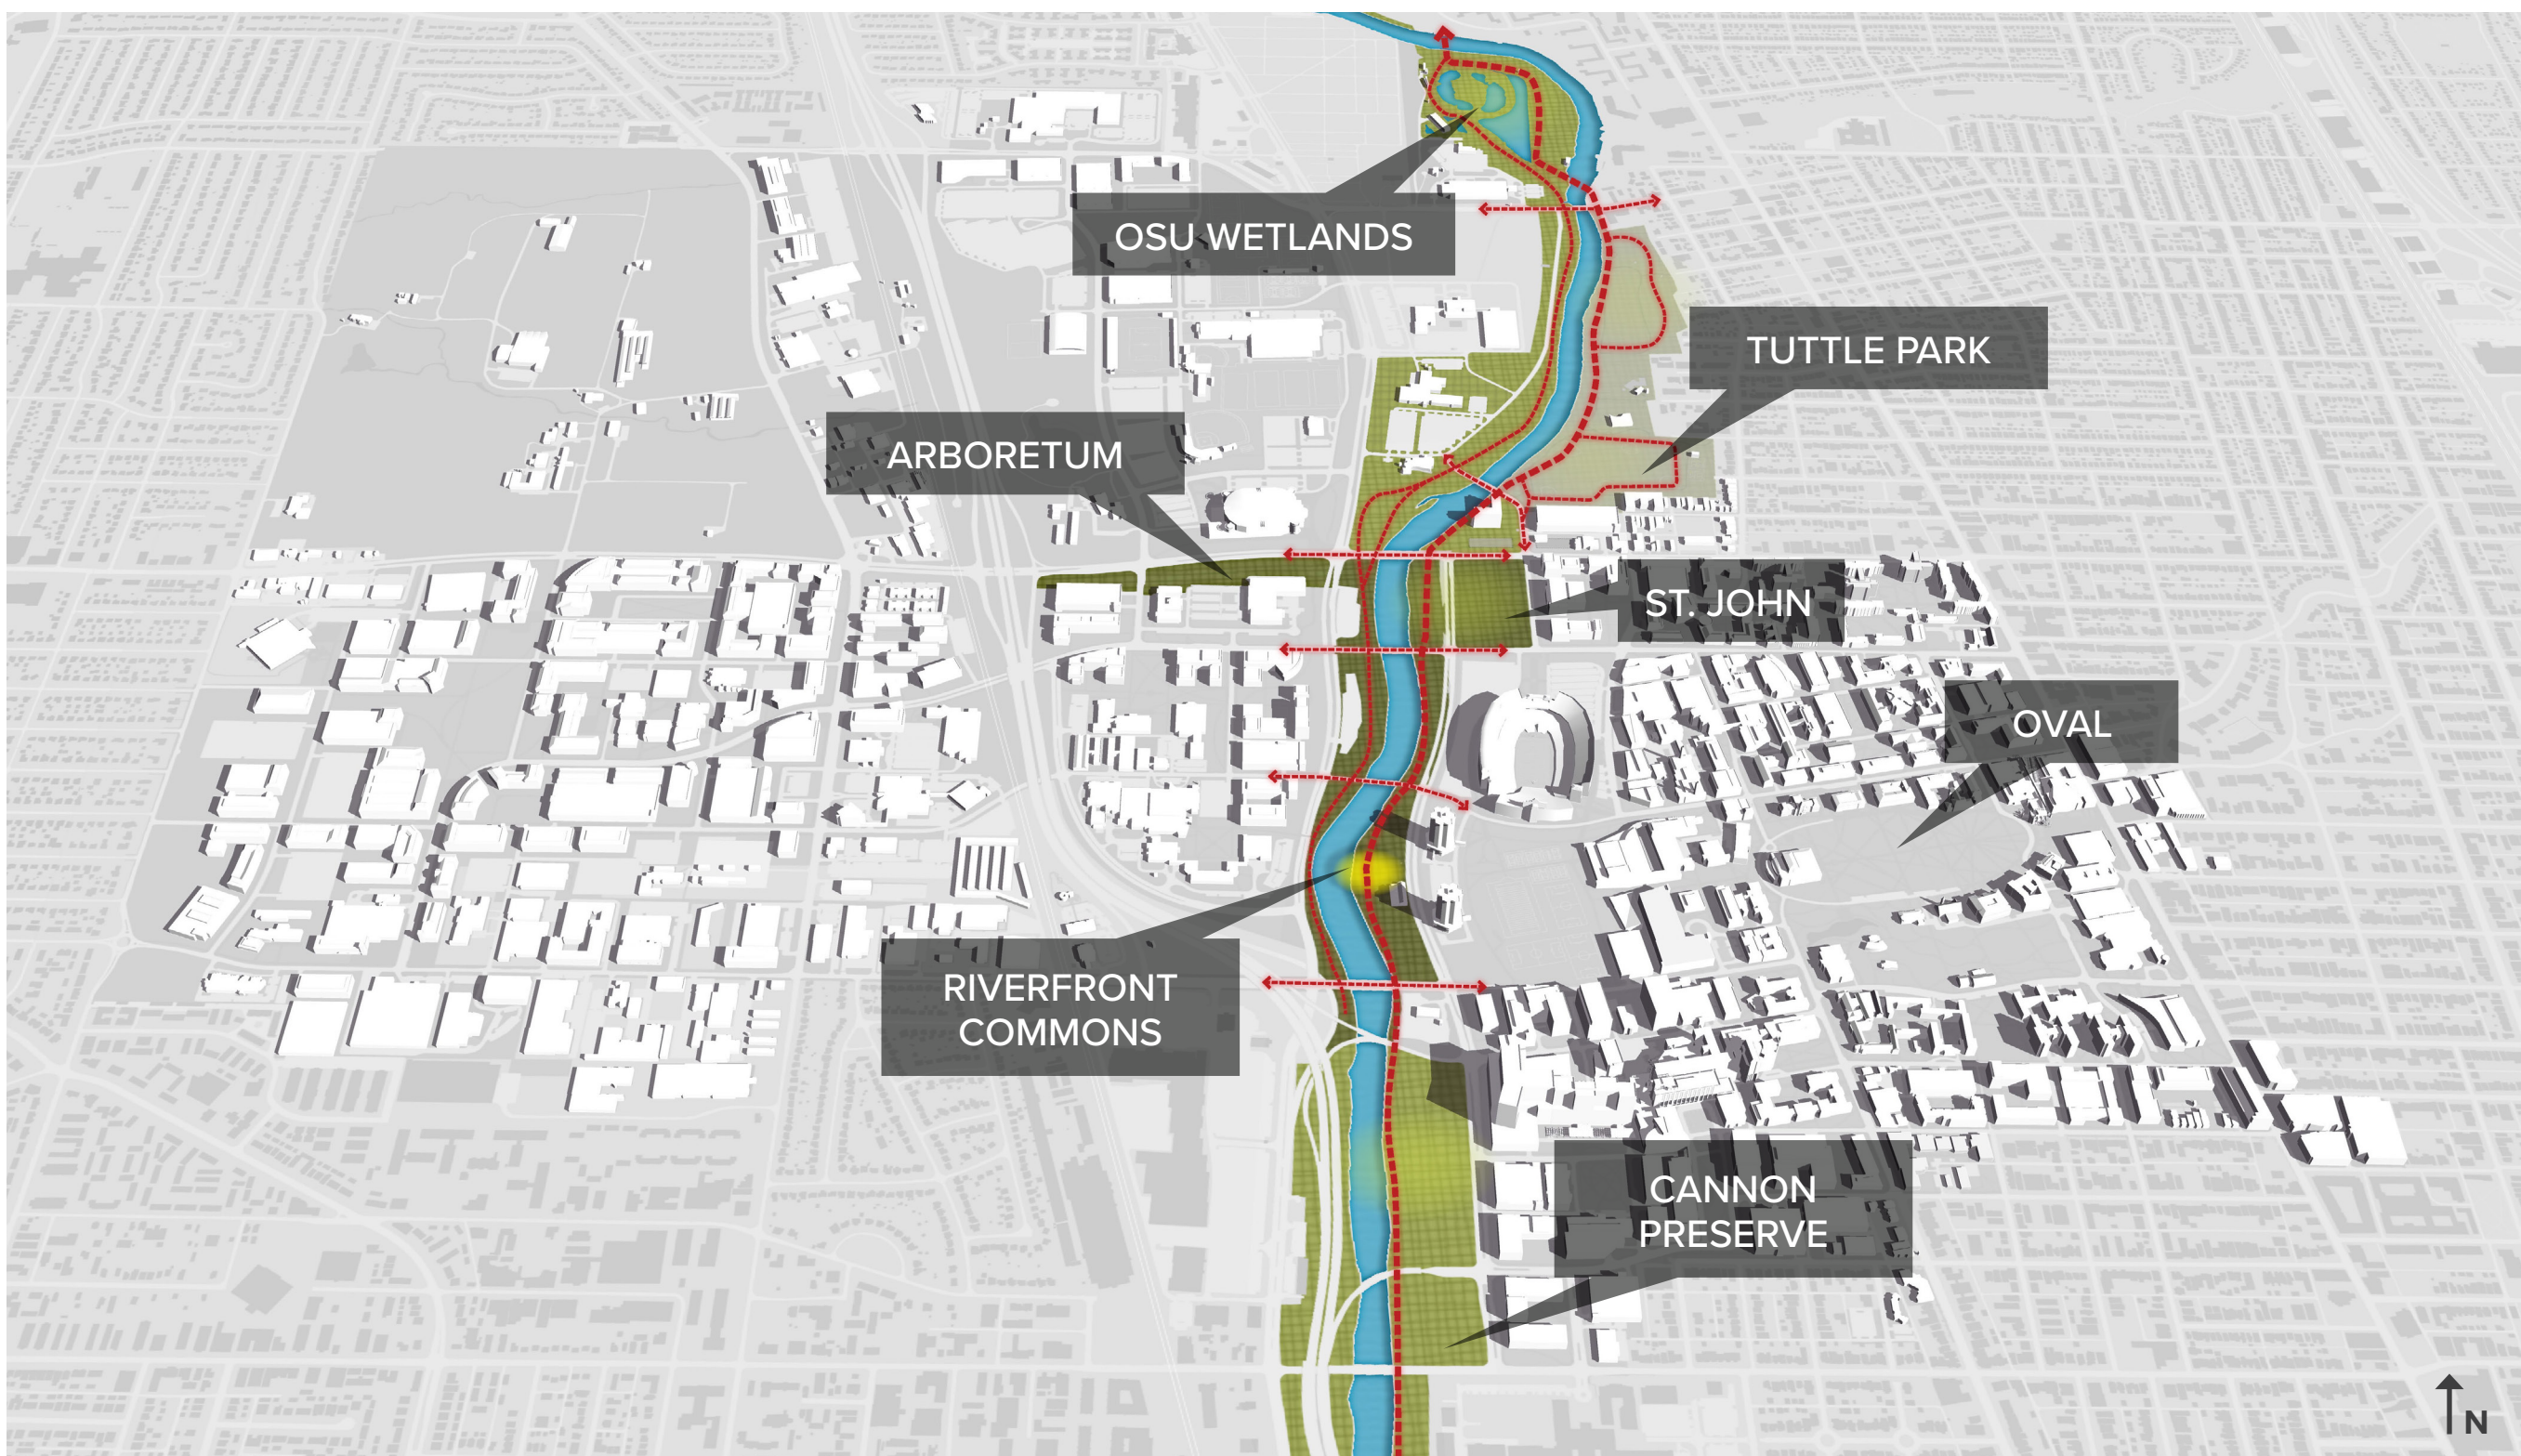 OSU WETLANDS
TUTTLE PARK
ARBORETUM
ST. JOHN
OVAL
RIVERFRONT
COMMONS
CANNON
PRESERVE
N